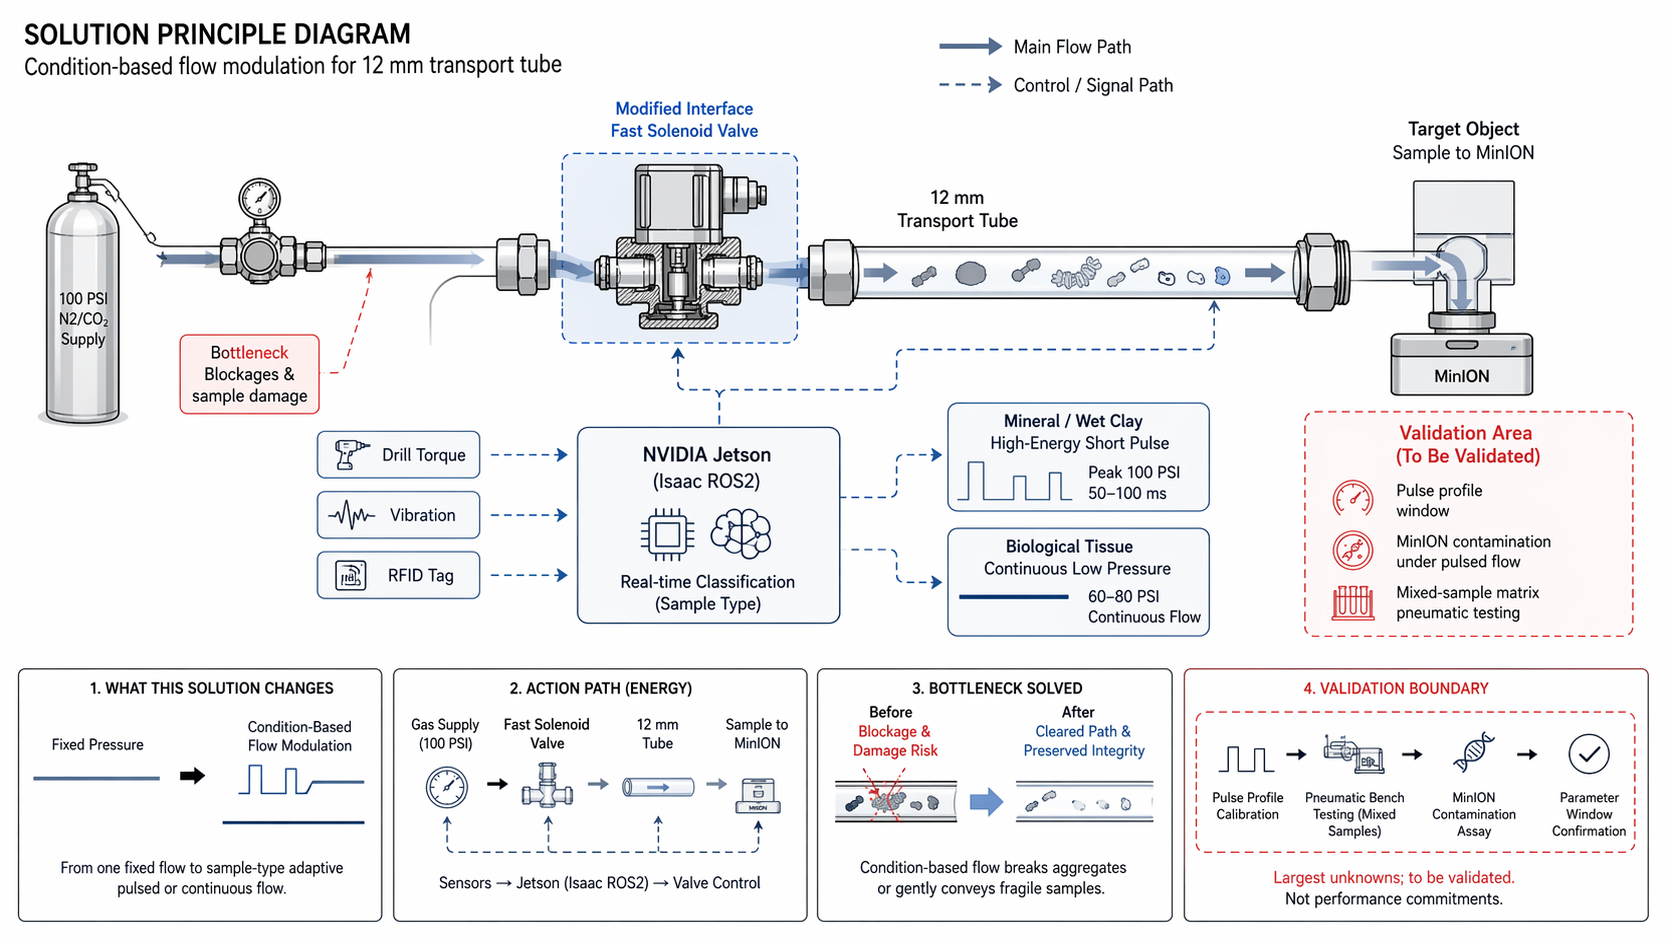 SOLUTION PRINCIPLE DIAGRAM
Condition-based flow modulation for 12 mm transport tube
Main Flow Path
Control / Signal Path
Modified Interface
Fast Solenoid Valve
Target Object
Sample to MinION
12 mm
Transport Tube
100 PSI
N2/CO₂
Supply
Bottleneck
Blockages &
sample damage
MinION
Drill Torque
Vibration
RFID Tag
NVIDIA Jetson
(Isaac ROS2)
Real-time Classification
(Sample Type)
Mineral / Wet Clay
High-Energy Short Pulse
Peak 100 PSI
50–100 ms
Biological Tissue
Continuous Low Pressure
60–80 PSI
Continuous Flow
Validation Area
(To Be Validated)
Pulse profile
window
MinION contamination
under pulsed flow
Mixed-sample matrix
pneumatic testing
1. WHAT THIS SOLUTION CHANGES
Fixed Pressure
Condition-Based
Flow Modulation
From one fixed flow to sample-type adaptive
pulsed or continuous flow.
2. ACTION PATH (ENERGY)
Gas Supply
(100 PSI)
Fast Solenoid
Valve
12 mm
Tube
Sample to
MinION
Sensors → Jetson (Isaac ROS2) → Valve Control
3. BOTTLENECK SOLVED
Before
Blockage &
Damage Risk
After
Cleared Path &
Preserved Integrity
Condition-based flow breaks aggregates
or gently conveys fragile samples.
4. VALIDATION BOUNDARY
Pulse Profile
Calibration
Pneumatic Bench
Testing (Mixed
Samples)
MinION
Contamination
Assay
Parameter
Window
Confirmation
Largest unknowns; to be validated.
Not performance commitments.